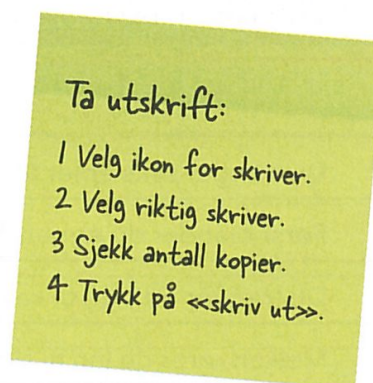 Ta utskrift:
1 Velg ikon for skriver.
2 Velg riktig skriver.
3 Sjekk antall kopier.
4 Trykk på «skriv ut».